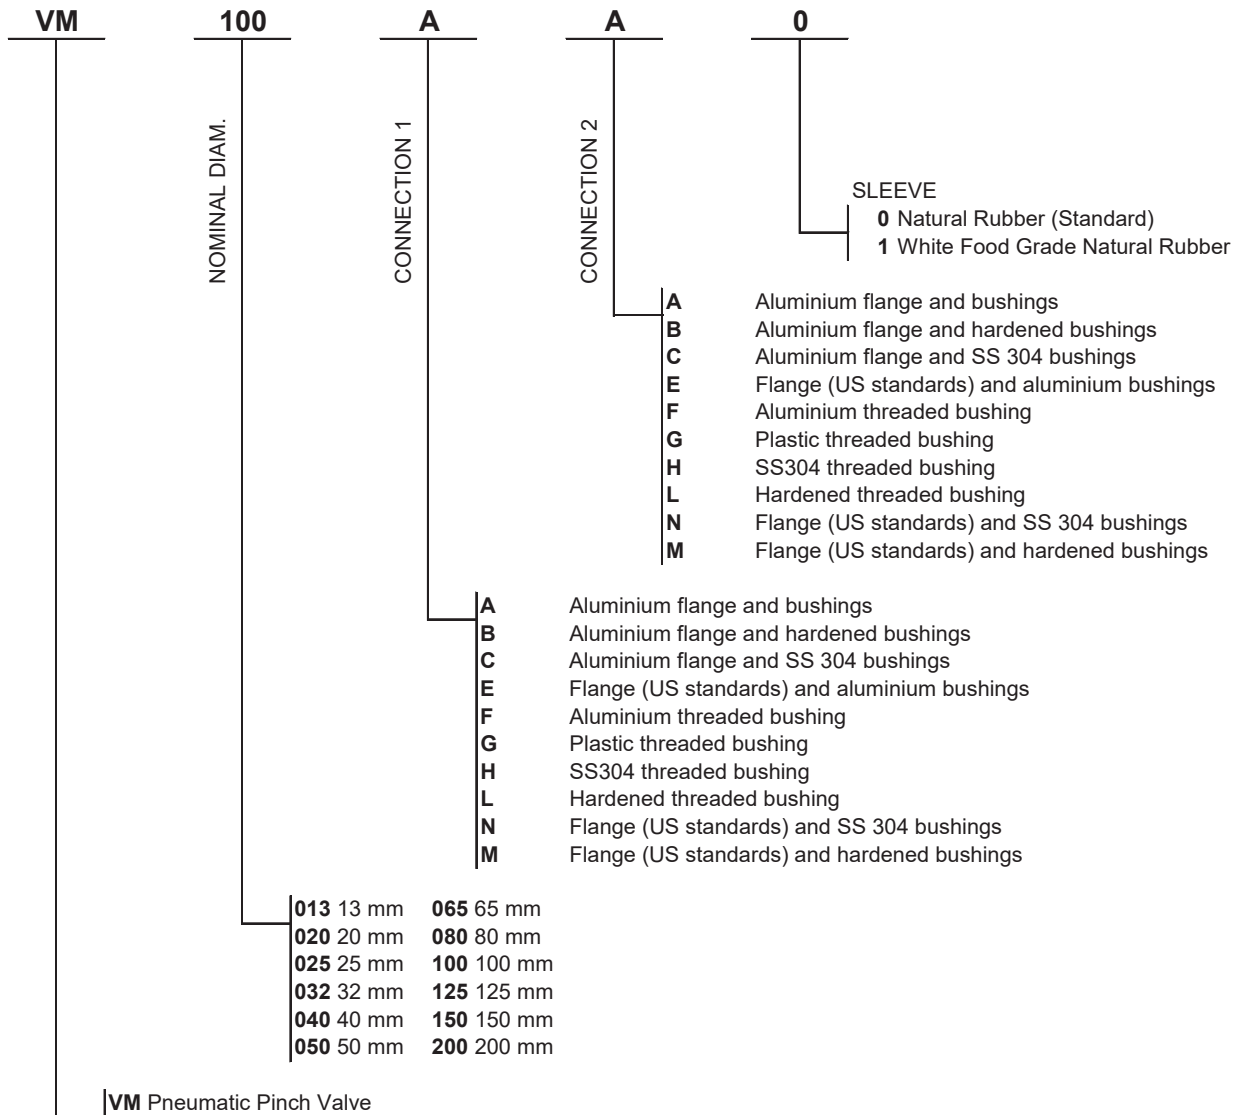 VM 100 A A 0
NOMINAL DIAM.
CONNECTION 1
CONNECTION 2
SLEEVE
0 Natural Rubber (Standard)
1 White Food Grade Natural Rubber
A Aluminium flange and bushings
B Aluminium flange and hardened bushings
C Aluminium flange and SS 304 bushings
E Flange (US standards) and aluminium bushings
F Aluminium threaded bushing
G Plastic threaded bushing
H SS304 threaded bushing
L Hardened threaded bushing
N Flange (US standards) and SS 304 bushings
M Flange (US standards) and hardened bushings
A Aluminium flange and bushings
B Aluminium flange and hardened bushings
C Aluminium flange and SS 304 bushings
E Flange (US standards) and aluminium bushings
F Aluminium threaded bushing
G Plastic threaded bushing
H SS304 threaded bushing
L Hardened threaded bushing
N Flange (US standards) and SS 304 bushings
M Flange (US standards) and hardened bushings
013 13 mm 065 65 mm
020 20 mm 080 80 mm
025 25 mm 100 100 mm
032 32 mm 125 125 mm
040 40 mm 150 150 mm
050 50 mm 200 200 mm
VM Pneumatic Pinch Valve